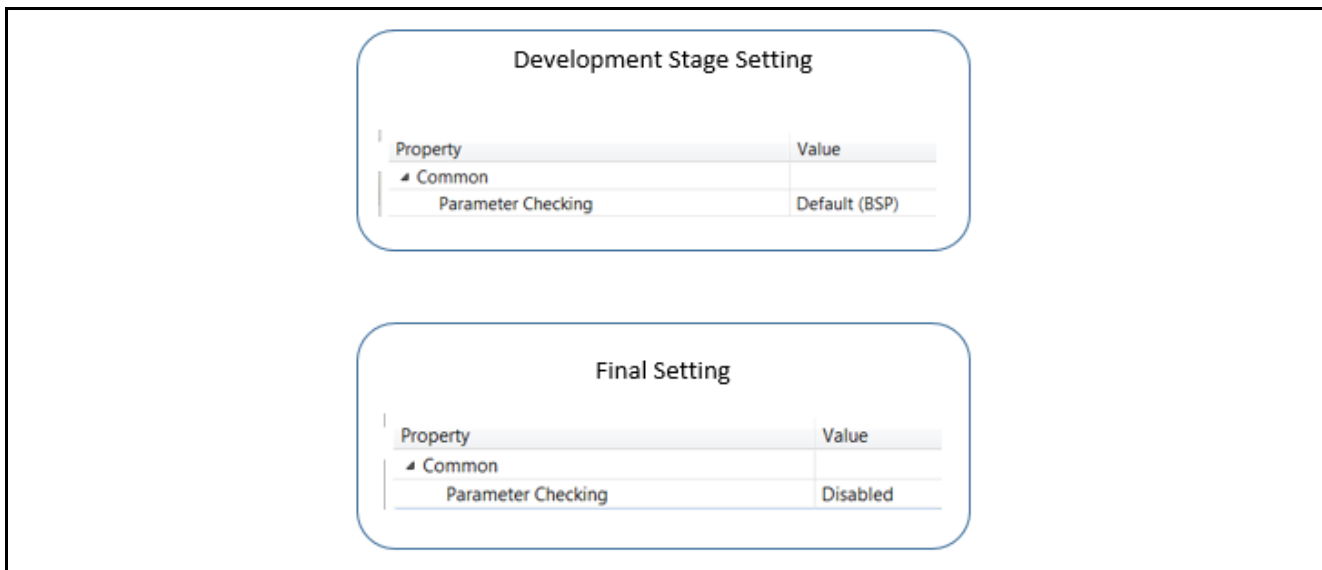 Development Stage Setting
Property Value
Common
Parameter Checking Default (BSP)
Final Setting
Property Value
Common
Parameter Checking Disabled